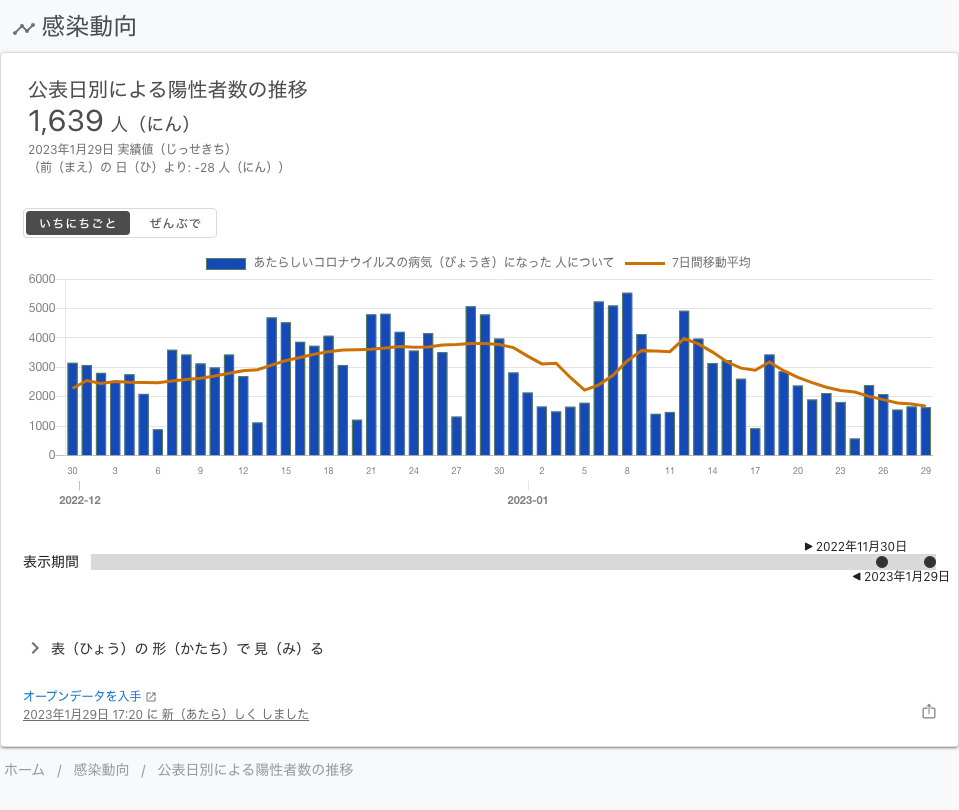 感染動向
公表日別による陽性者数の推移
1,639 人（にん）
2023年1月29日 実績値（じっせきち）
（前（まえ）の 日（ひ）より: -28 人（にん））
いちにちごと ぜんぶで
あたらしいコロナウイルスの病気（びょうき）になった 人について 7日間移動平均
6000
5000
4000
3000
2000
1000
0
30 3 6 9 12 15 18 21 24 27 30 2 5 8 11 14 17 20 23 26 29
2022-12 2023-01
2022年11月30日
表示期間
2023年1月29日
表（ひょう）の 形（かたち）で 見（み）る
オープンデータを入手
2023年1月29日 17:20 に 新（あたら）しく しました
ホーム / 感染動向 / 公表日別による陽性者数の推移